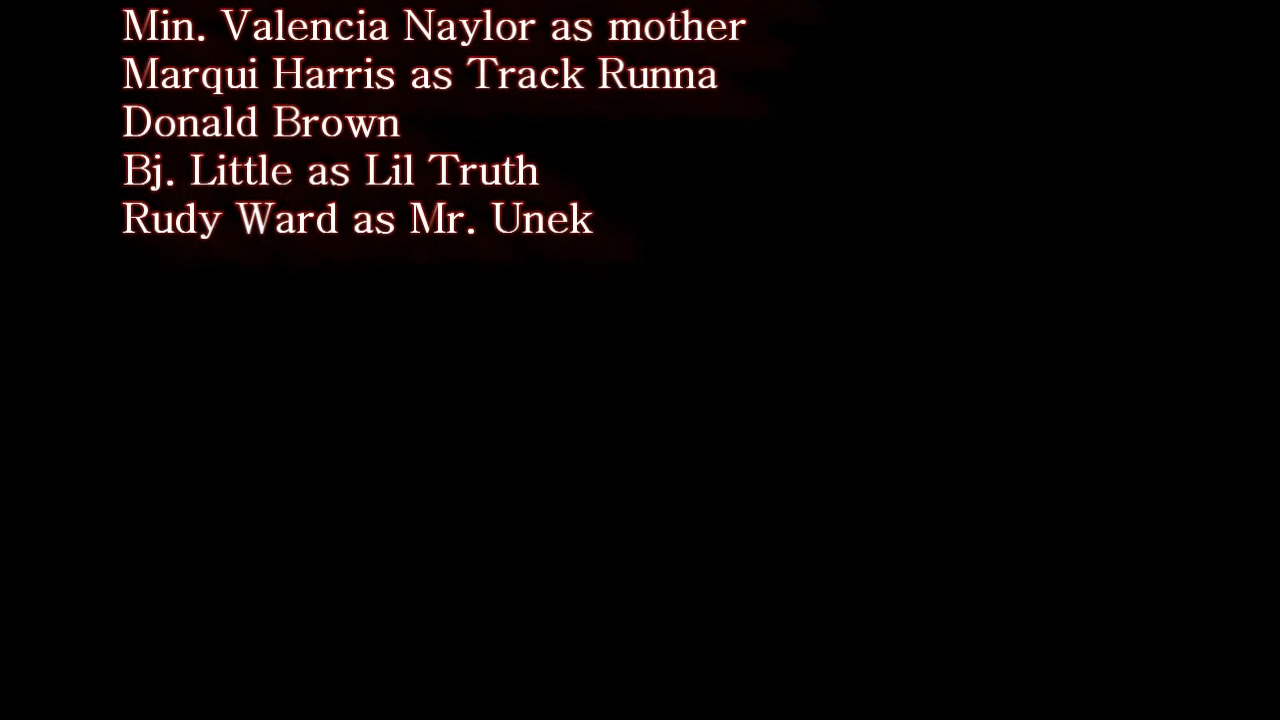 Min. Valencia Naylor as mother
Marqui Harris as Track Runna
Donald Brown
Bj. Little as Lil Truth
Rudy Ward as Mr. Unek